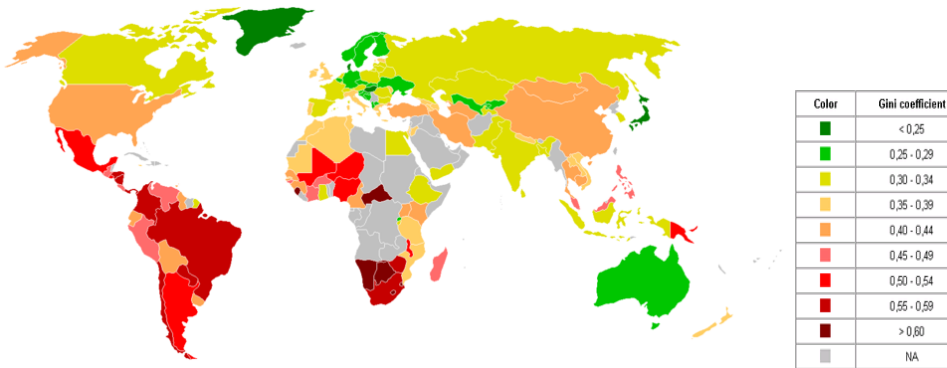 Color Gini coefficient
< 0,25
0,25 - 0,29
0,30 - 0,34
0,35 - 0,39
0,40 - 0,44
0,45 - 0,49
0,50 - 0,54
0,55 - 0,59
> 0,60
NA